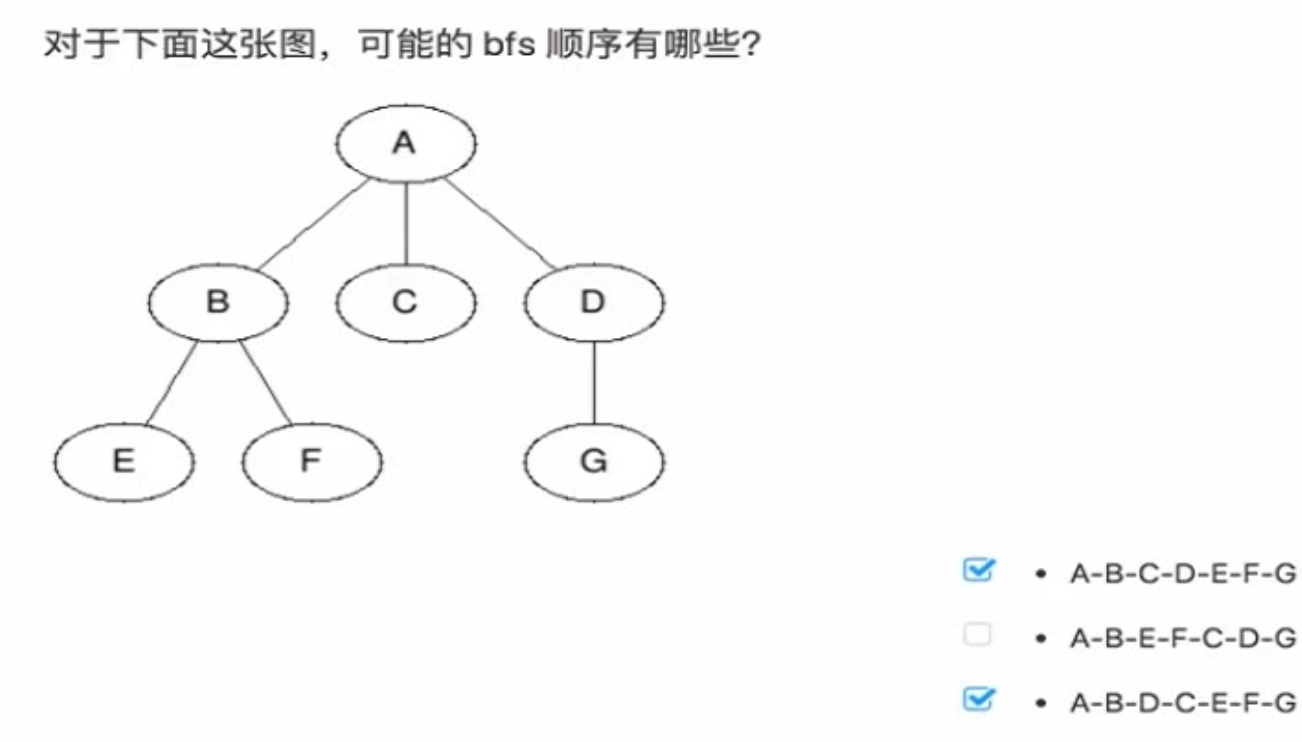 对于下面这张图，可能的 bfs 顺序有哪些?
A
B C D
E F G
• A-B-C-D-E-F-G
• A-B-E-F-C-D-G
• A-B-D-C-E-F-G